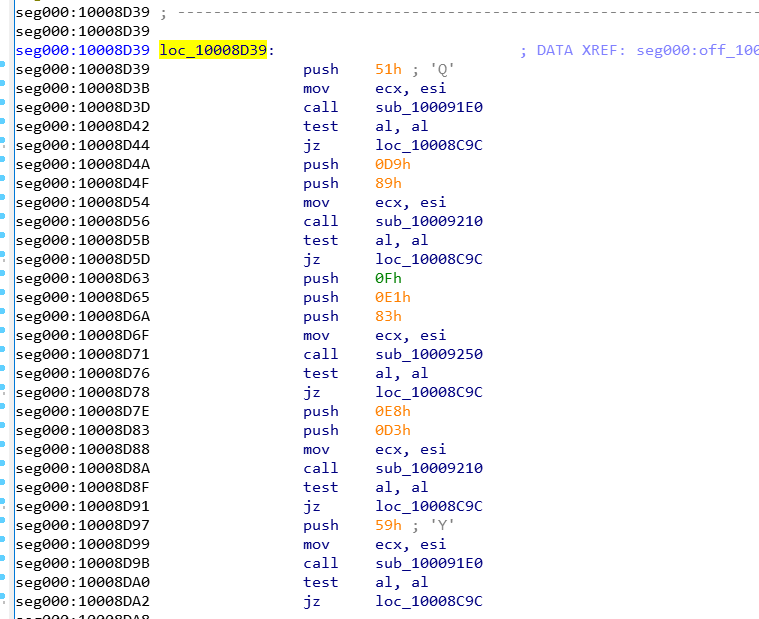 seg000:10008D39 ; ---------------------------------------------------------------
seg000:10008D39
seg000:10008D39 loc_10008D39: ; DATA XREF: seg000:off_100
seg000:10008D39 push 51h ; 'Q'
seg000:10008D3B mov ecx, esi
seg000:10008D3D call sub_100091E0
seg000:10008D42 test al, al
seg000:10008D44 jz loc_10008C9C
seg000:10008D4A push 0D9h
seg000:10008D4F push 89h
seg000:10008D54 mov ecx, esi
seg000:10008D56 call sub_10009210
seg000:10008D5B test al, al
seg000:10008D5D jz loc_10008C9C
seg000:10008D63 push 0Fh
seg000:10008D65 push 0E1h
seg000:10008D6A push 83h
seg000:10008D6F mov ecx, esi
seg000:10008D71 call sub_10009250
seg000:10008D76 test al, al
seg000:10008D78 jz loc_10008C9C
seg000:10008D7E push 0E8h
seg000:10008D83 push 0D3h
seg000:10008D88 mov ecx, esi
seg000:10008D8A call sub_10009210
seg000:10008D8F test al, al
seg000:10008D91 jz loc_10008C9C
seg000:10008D97 push 59h ; 'Y'
seg000:10008D99 mov ecx, esi
seg000:10008D9B call sub_100091E0
seg000:10008DA0 test al, al
seg000:10008DA2 jz loc_10008C9C